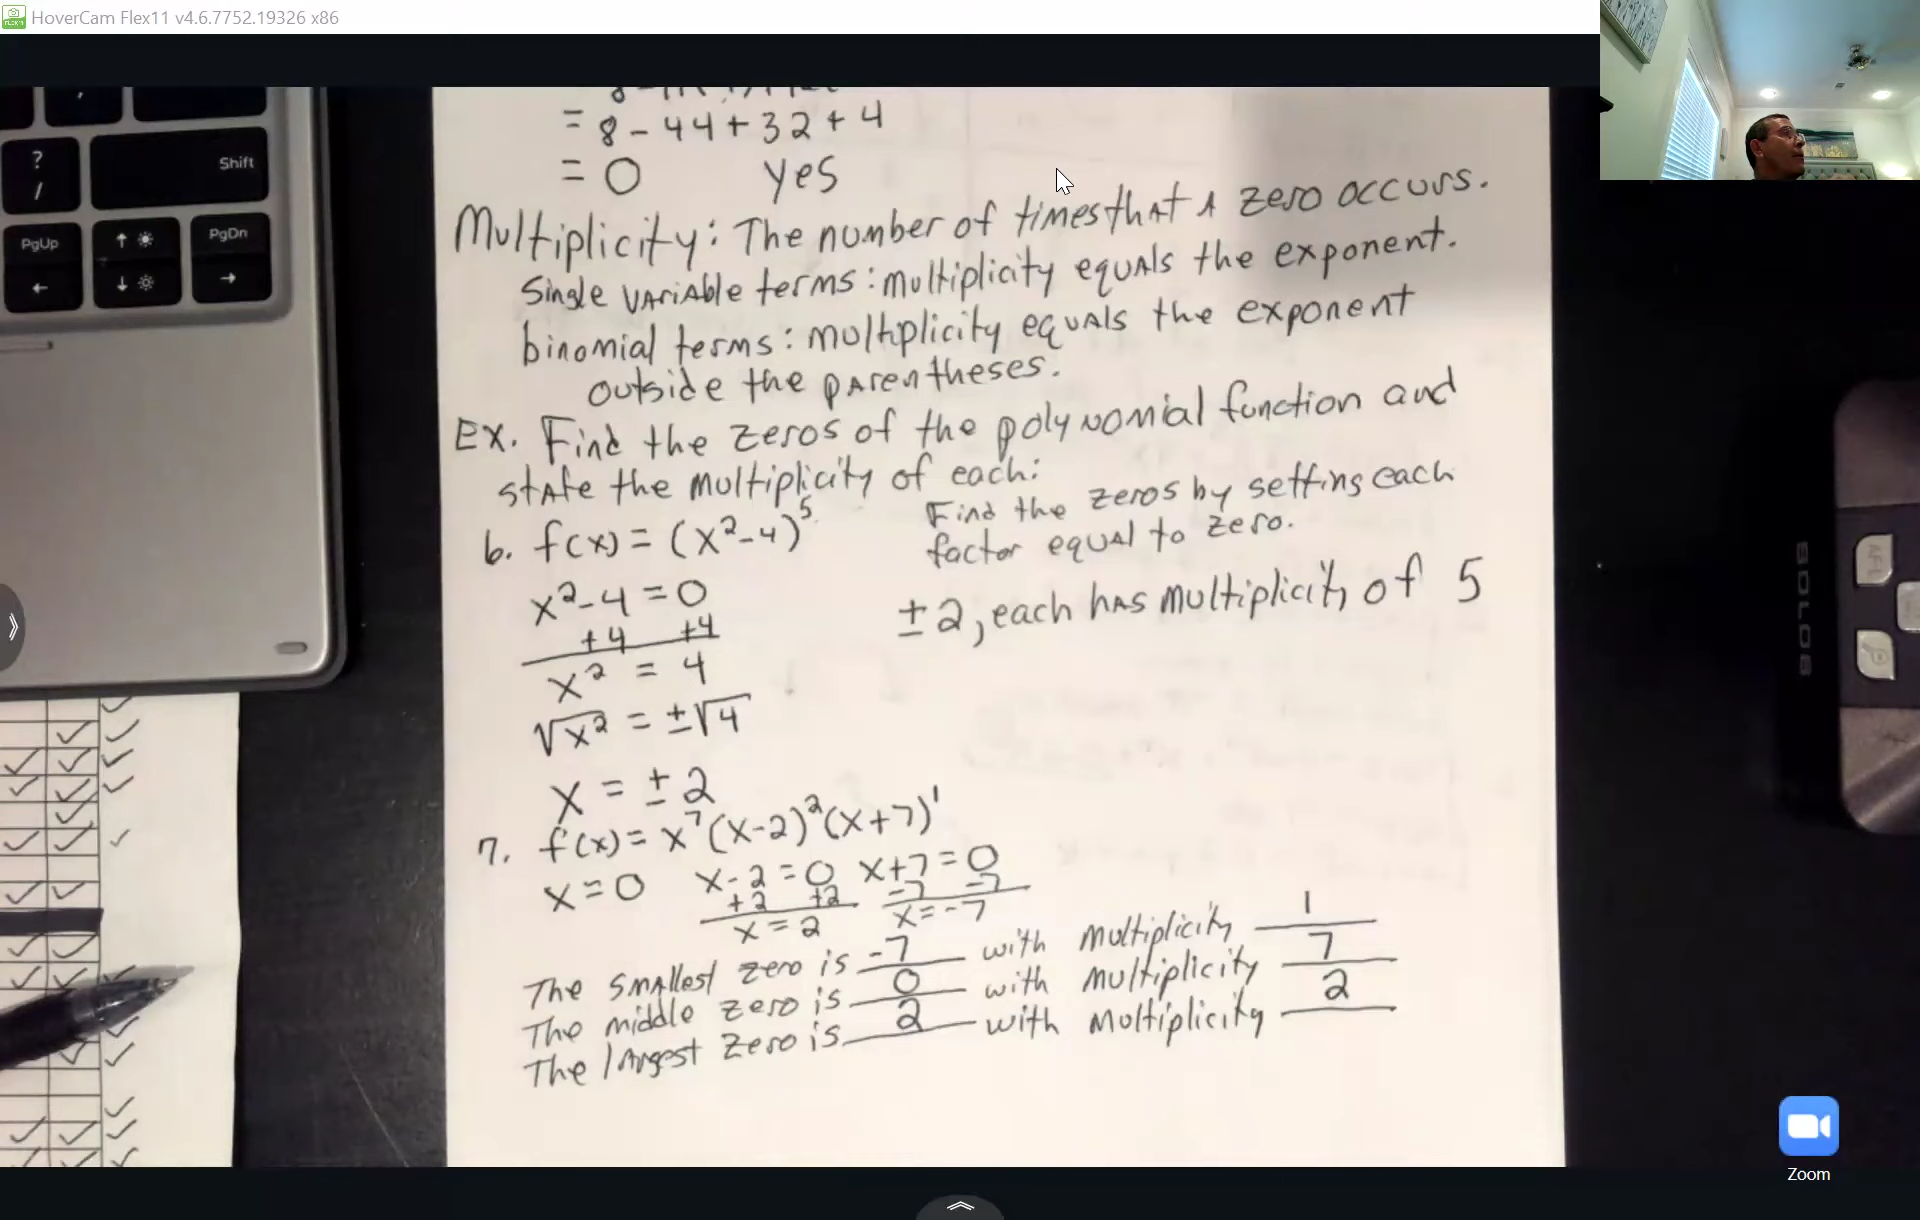 HoverCam Flex11 v4.6.7752.19326 x86
= 8 - 44 + 32 + 4
= 0 yes
Multiplicity: The number of times that A zero occurs.
Single variable terms: multiplicity equals the exponent.
binomial terms: multiplicity equals the exponent
outside the parentheses.
EX. Find the zeros of the polynomial function and
state the multiplicity of each:
Find the zeros by setting each
factor equal to zero.
6. f(x) = (x²-4)⁵
x²-4 = 0
+4 +4
x² = 4
√x² = ±√4
x = ±2
±2, each has multiplicity of 5
7. f(x) = x⁷(x-2)²(x+7)¹
x=0 x-2=0 x+7=0
+2 +2 -7 -7
x=2 x=-7
The smallest zero is -7 with multiplicity 1
The middle zero is 0 with multiplicity 7
The largest zero is 2 with multiplicity 2
?
/
Shift
PgUp
PgDn
SOLO8
AFL
Zoom